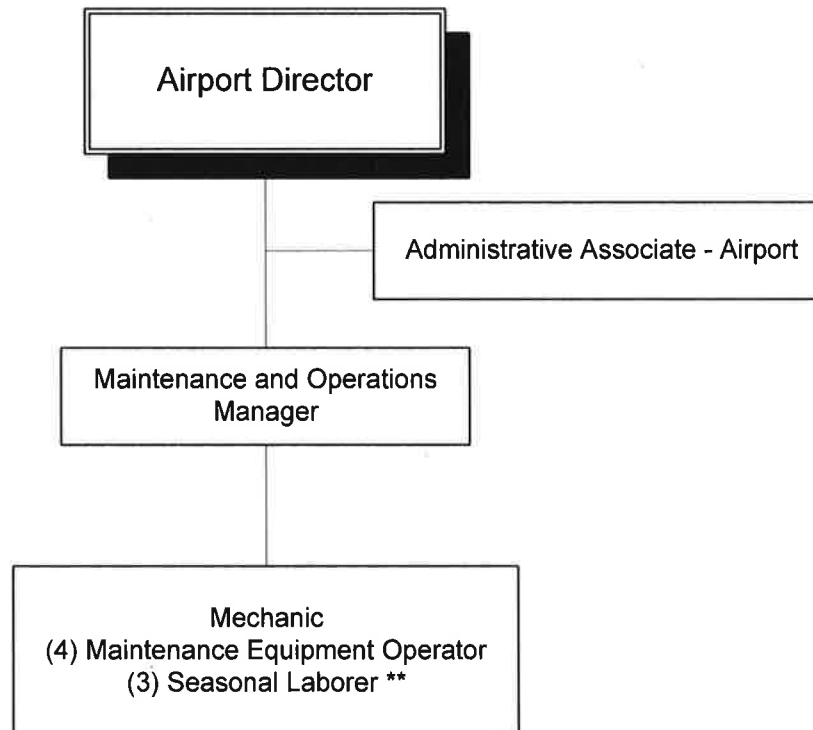 Airport Director
Administrative Associate - Airport
Maintenance and Operations
Manager
Mechanic
(4) Maintenance Equipment Operator
(3) Seasonal Laborer **